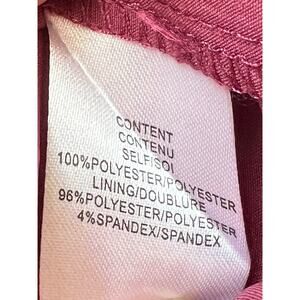 CONTENT
CONTENU
SELF/SOI
100%POLYESTER/POLYESTER
LINING/DOUBLURE
96%POLYESTER/POLYESTER
4%SPANDEX/SPANDEX